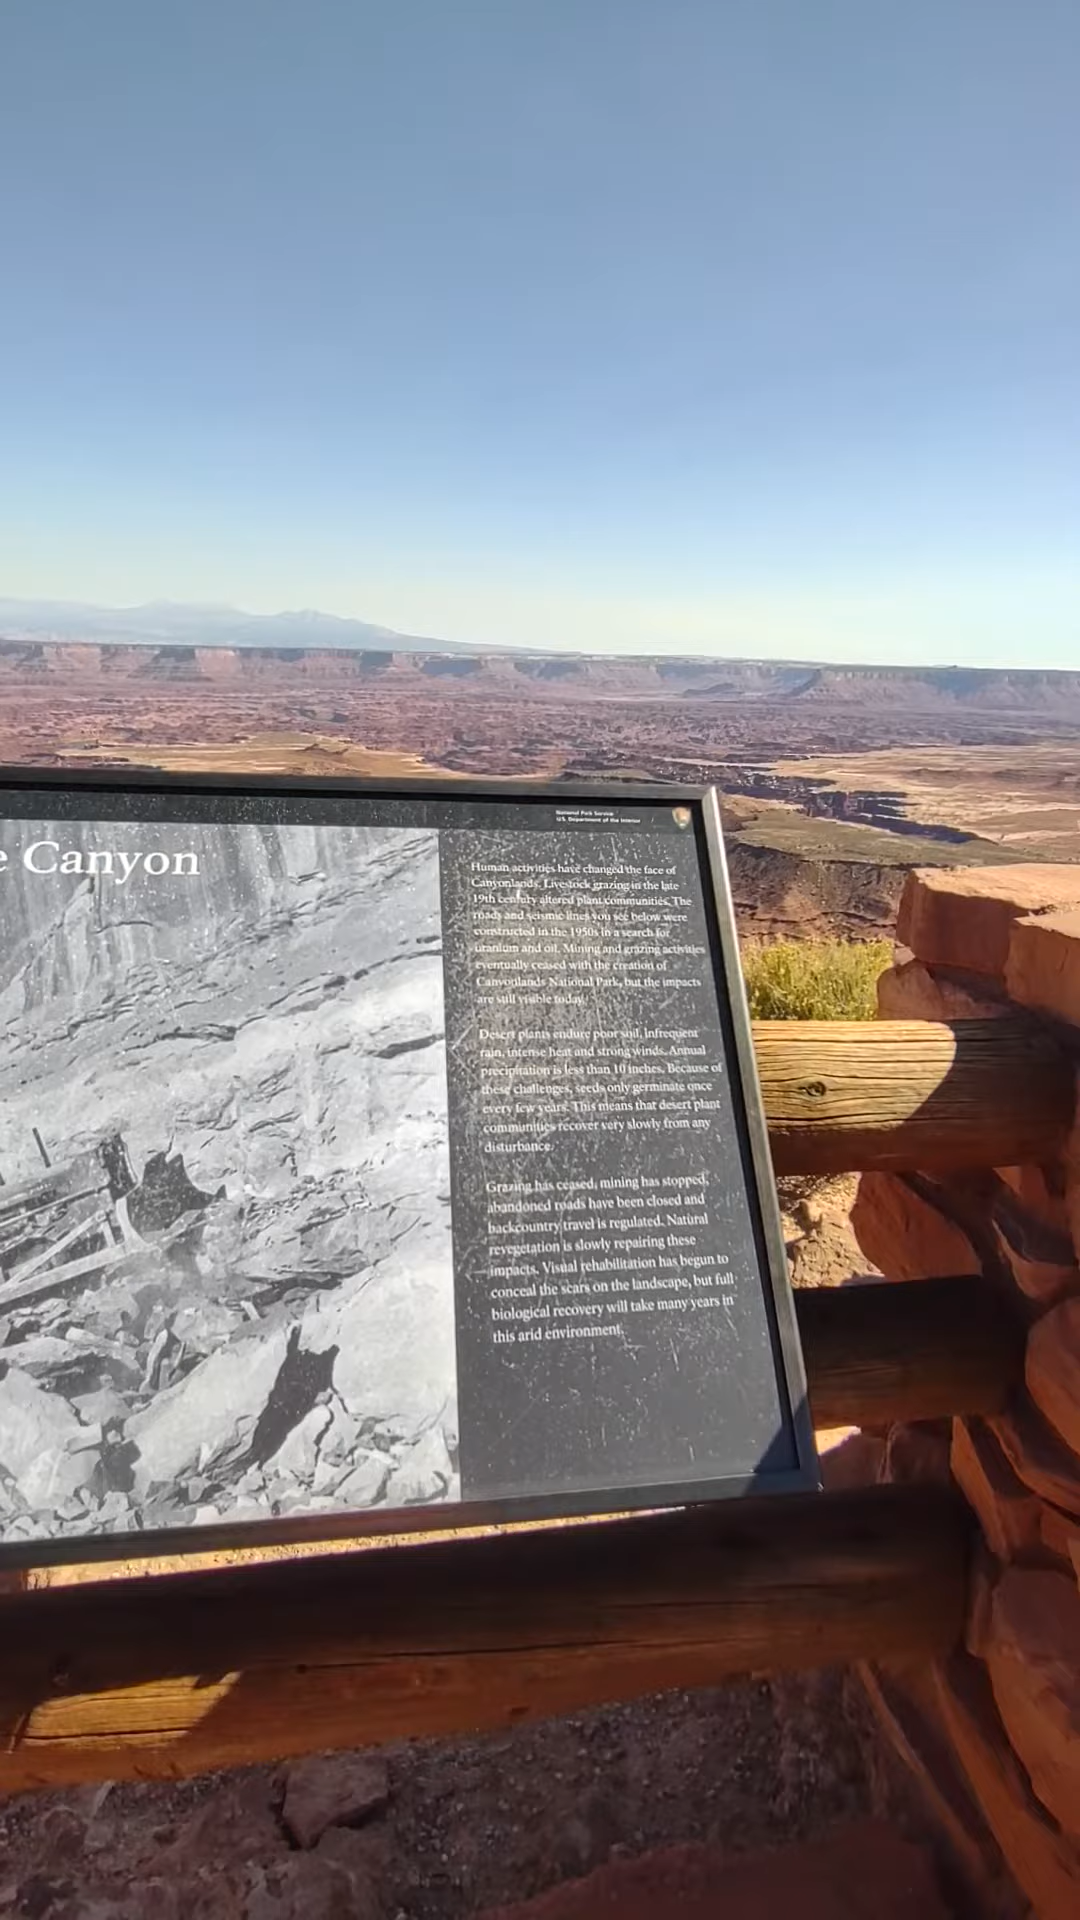 e Canyon
National Park Service
U.S. Department of the Interior
Human activities have changed the face of
Canyonlands. Livestock grazing in the late
19th century altered plant communities. The
roads and seismic lines you see below were
constructed in the 1950s in a search for
uranium and oil. Mining and grazing activities
eventually ceased with the creation of
Canyonlands National Park, but the impacts
are still visible today.
Desert plants endure poor soil, infrequent
rain, intense heat and strong winds. Annual
precipitation is less than 10 inches. Because of
these challenges, seeds only germinate once
every few years. This means that desert plant
communities recover very slowly from any
disturbance.
Grazing has ceased, mining has stopped,
abandoned roads have been closed and
backcountry travel is regulated. Natural
revegetation is slowly repairing these
impacts. Visual rehabilitation has begun to
conceal the scars on the landscape, but full
biological recovery will take many years in
this arid environment.